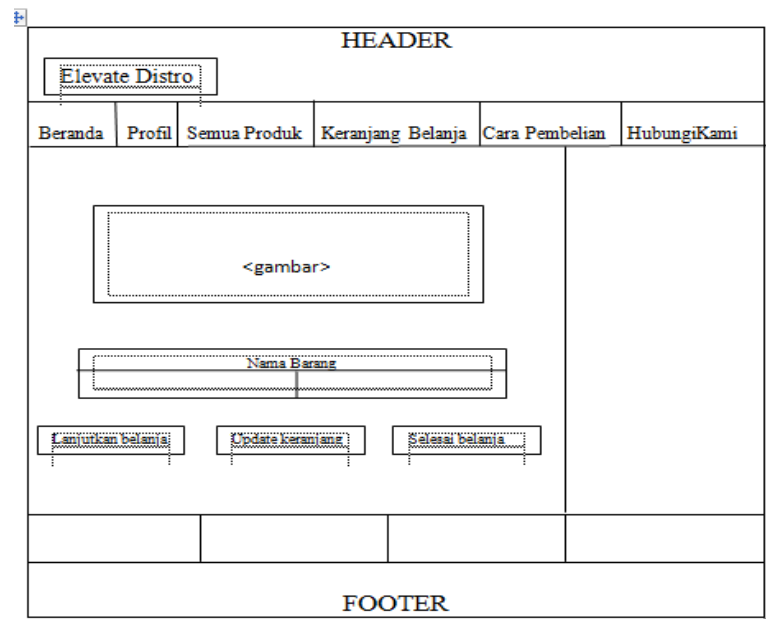 HEADER
Elevate Distro
Beranda Profil Semua Produk Keranjang Belanja Cara Pembelian HubungiKami
<gambar>
Nama Barang
Lanjutkan belanja Update keranjang Selesai belanja
FOOTER